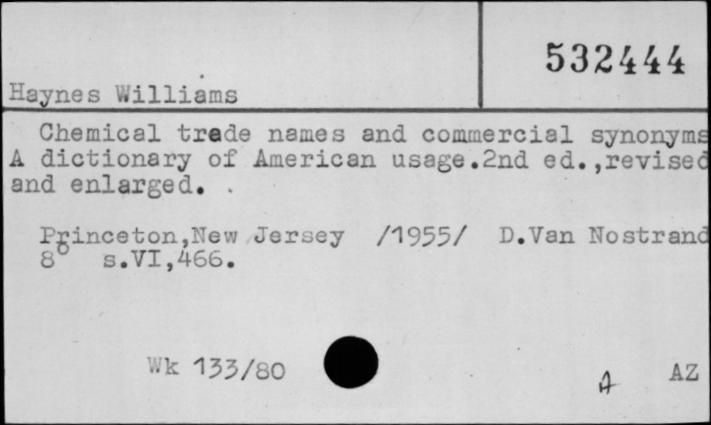 532444
Haynes Williams
Chemical trade names and commercial synonyms
A dictionary of American usage.2nd ed.,revised
and enlarged.
Princeton,New Jersey /1955/ D.Van Nostrand
8° s.VI,466.
Wk 133/80
A AZ